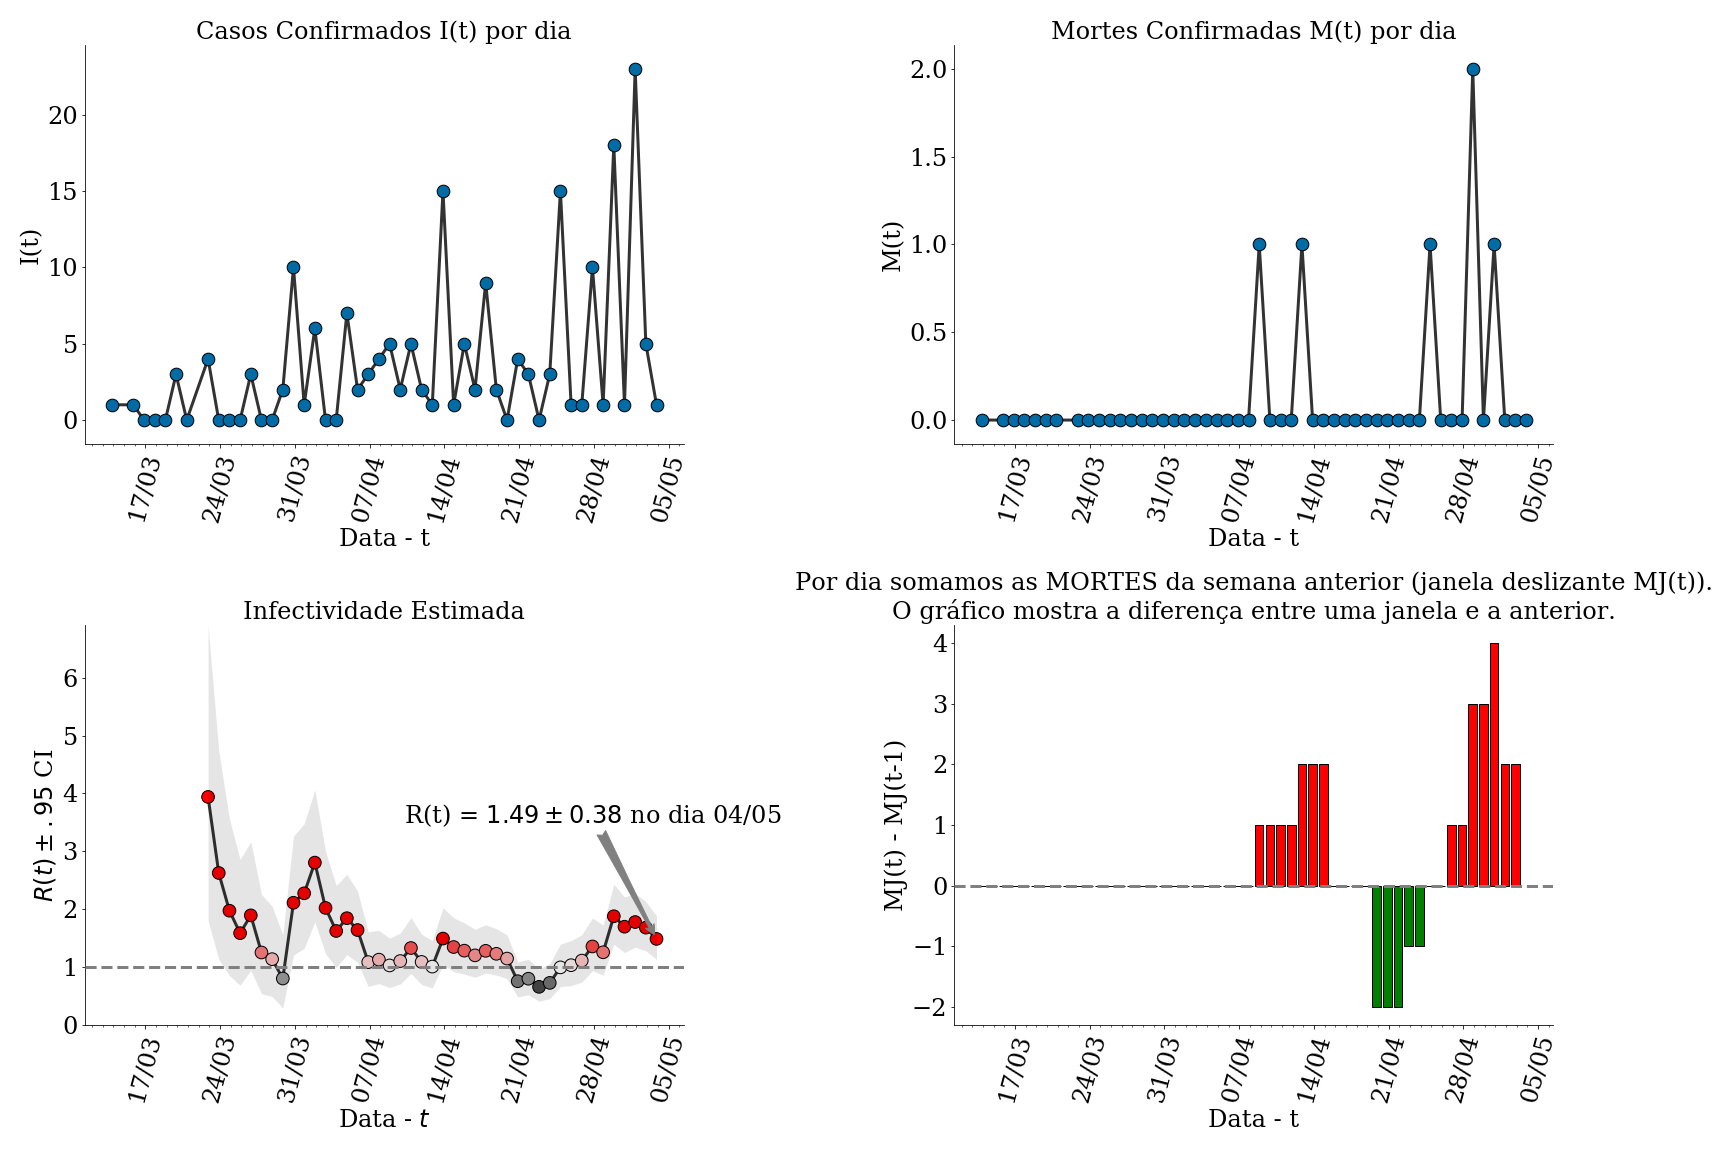 Casos Confirmados I(t) por dia
I(t)
20
15
10
5
0
17/03 24/03 31/03 07/04 14/04 21/04 28/04 05/05
Data - t
Mortes Confirmadas M(t) por dia
M(t)
2.0
1.5
1.0
0.5
0.0
17/03 24/03 31/03 07/04 14/04 21/04 28/04 05/05
Data - t
Infectividade Estimada
R(t) ± .95 CI
6
5
4
3
2
1
0
R(t) = 1.49 ± 0.38 no dia 04/05
17/03 24/03 31/03 07/04 14/04 21/04 28/04 05/05
Data - t
Por dia somamos as MORTES da semana anterior (janela deslizante MJ(t)).
O gráfico mostra a diferença entre uma janela e a anterior.
MJ(t) - MJ(t-1)
4
3
2
1
0
−1
−2
17/03 24/03 31/03 07/04 14/04 21/04 28/04 05/05
Data - t